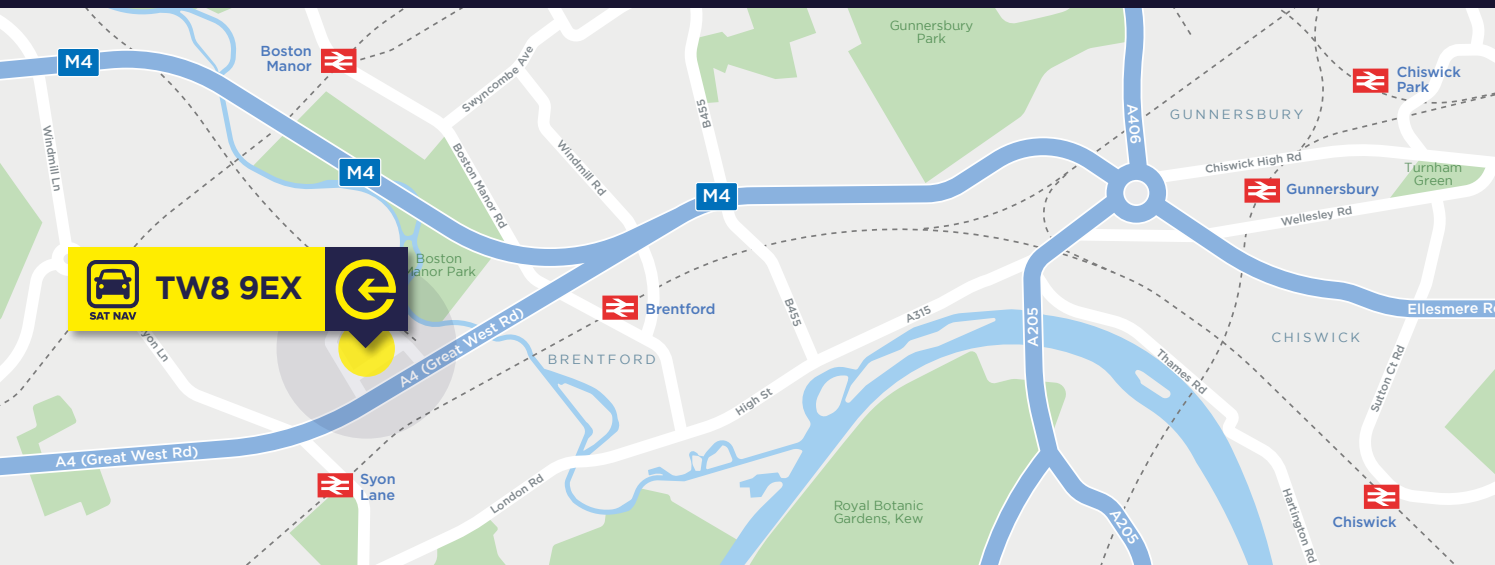 Gunnersbury
Park
Boston
Manor
M4
Swyncombe Ave
Chiswick
Park
B455
A406
GUNNERSBURY
Windmill Ln
Boston Manor Rd
Windmill Rd
Chiswick High Rd
Turnham
Green
M4
M4
Gunnersbury
Wellesley Rd
Boston
Manor Park
TW8 9EX
SAT NAV
yon Ln
A4 (Great West Rd)
Brentford
B455
A315
A205
Ellesmere R
CHISWICK
BRENTFORD
Thames Rd
Sutton Ct Rd
High St
A4 (Great West Rd)
Syon
Lane
London Rd
Royal Botanic
Gardens, Kew
A205
Hartington Rd
Chiswick